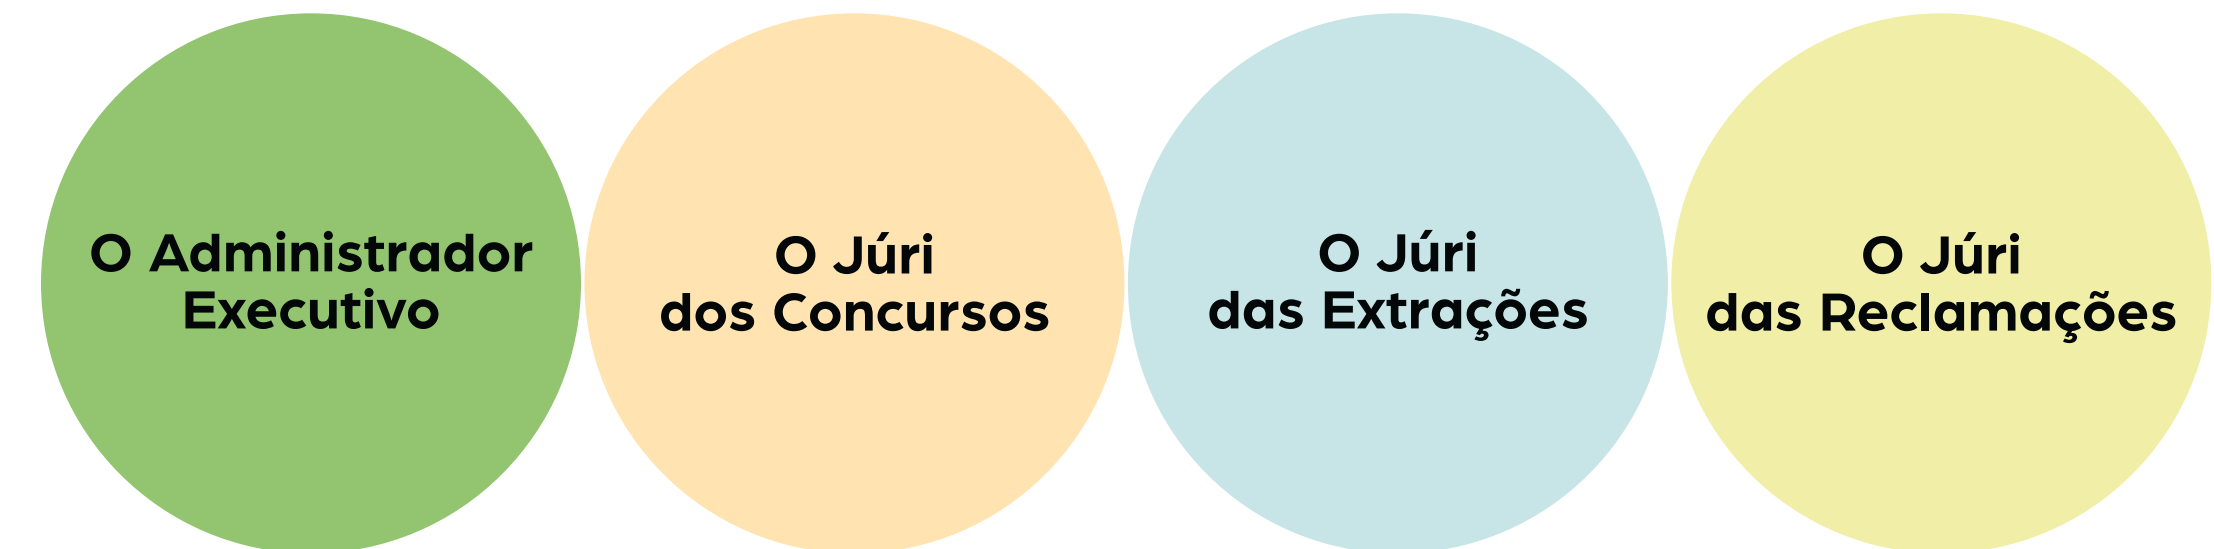 O Administrador
Executivo
O Júri
dos Concursos
O Júri
das Extrações
O Júri
das Reclamações